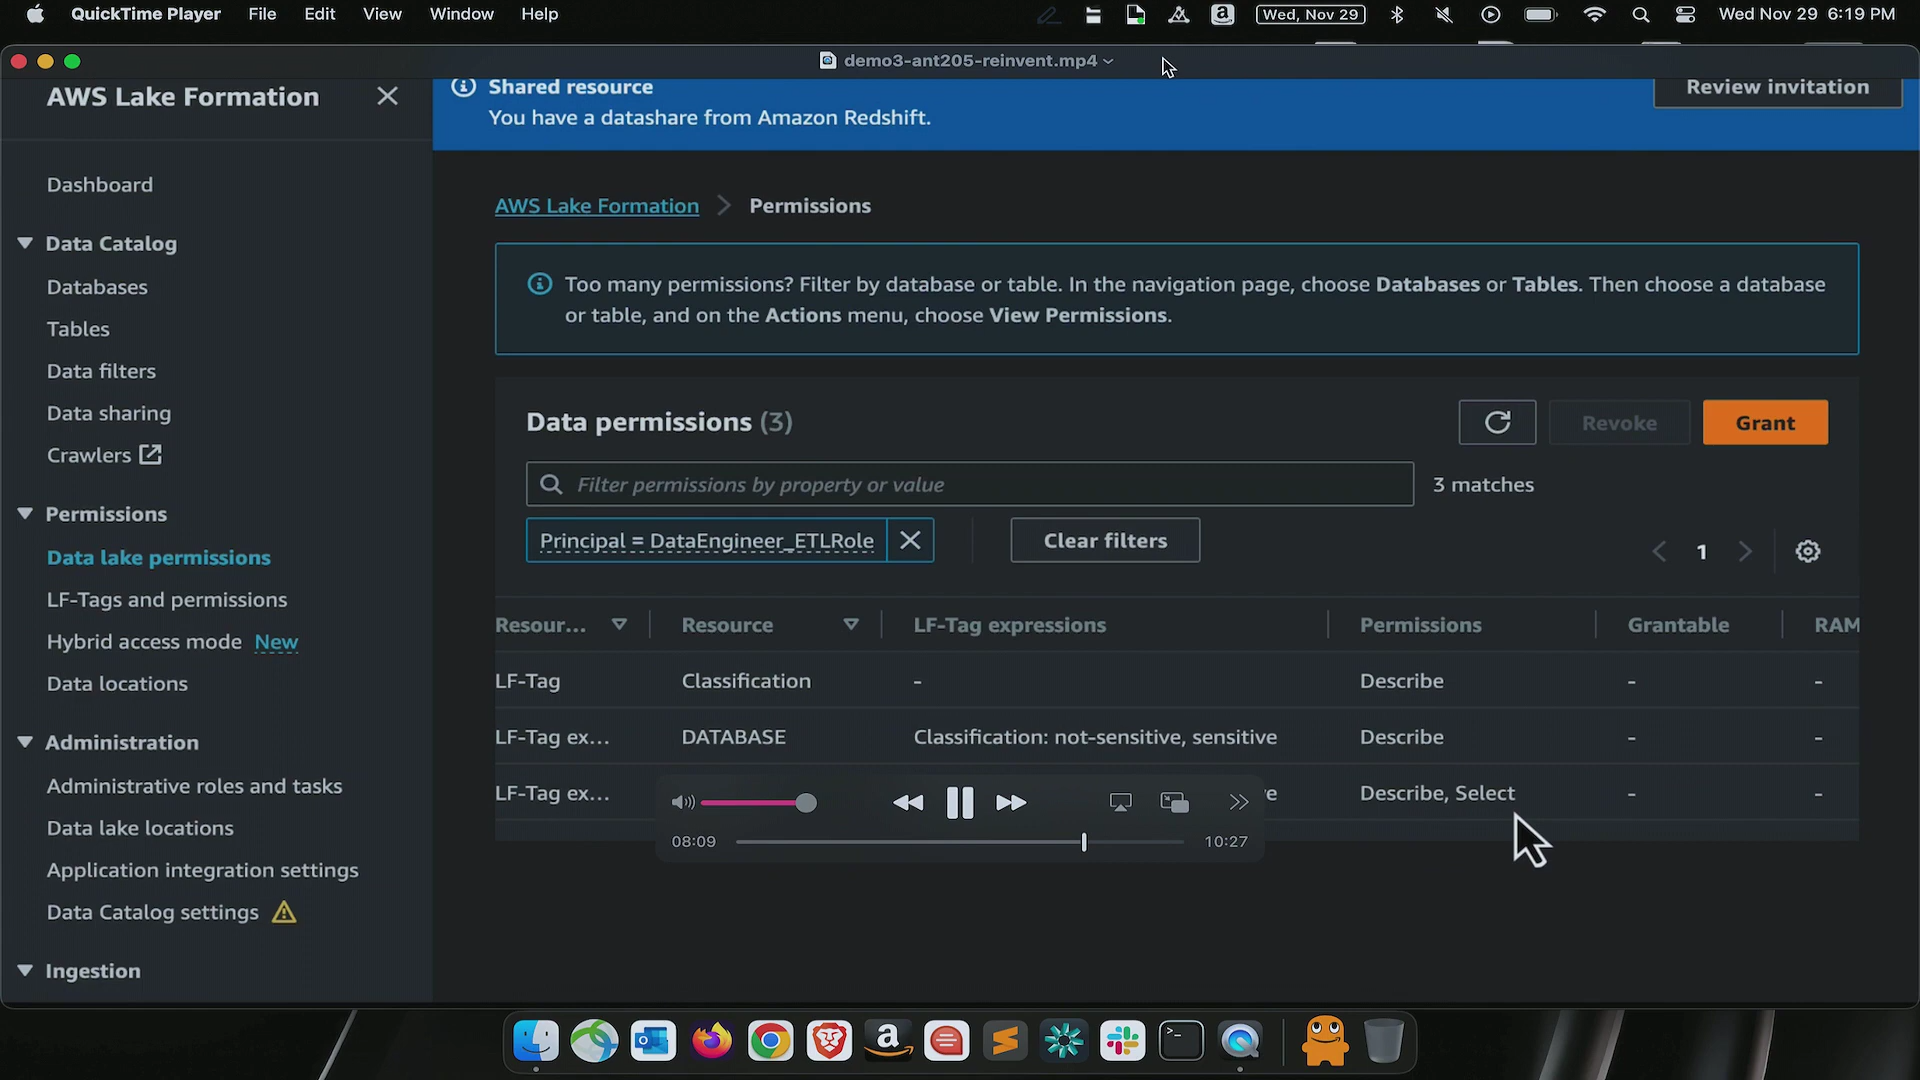 QuickTime Player File Edit View Window Help
Wed, Nov 29
Wed Nov 29 6:19 PM
demo3-ant205-reinvent.mp4
AWS Lake Formation
Shared resource
You have a datashare from Amazon Redshift.
Review invitation
Dashboard
Data Catalog
Databases
Tables
Data filters
Data sharing
Crawlers
Permissions
Data lake permissions
LF-Tags and permissions
Hybrid access mode New
Data locations
Administration
Administrative roles and tasks
Data lake locations
Application integration settings
Data Catalog settings
Ingestion
AWS Lake Formation > Permissions
Too many permissions? Filter by database or table. In the navigation page, choose Databases or Tables. Then choose a database
or table, and on the Actions menu, choose View Permissions.
Data permissions (3)
Revoke
Grant
Filter permissions by property or value
3 matches
Principal = DataEngineer_ETLRole
Clear filters
1
Resour... Resource LF-Tag expressions Permissions Grantable RAM
LF-Tag Classification - Describe - -
LF-Tag ex... DATABASE Classification: not-sensitive, sensitive Describe - -
LF-Tag ex... Describe, Select - -
08:09 10:27